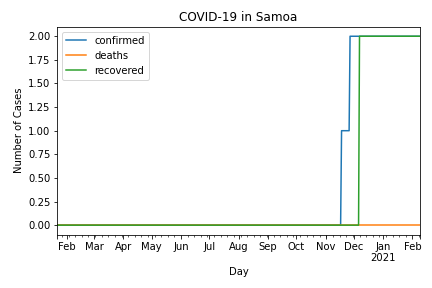 COVID-19 in Samoa
confirmed
deaths
recovered
2.00
1.75
1.50
1.25
1.00
0.75
0.50
0.25
0.00
Number of Cases
Feb Mar Apr May Jun Jul Aug Sep Oct Nov Dec Jan Feb
2021
Day